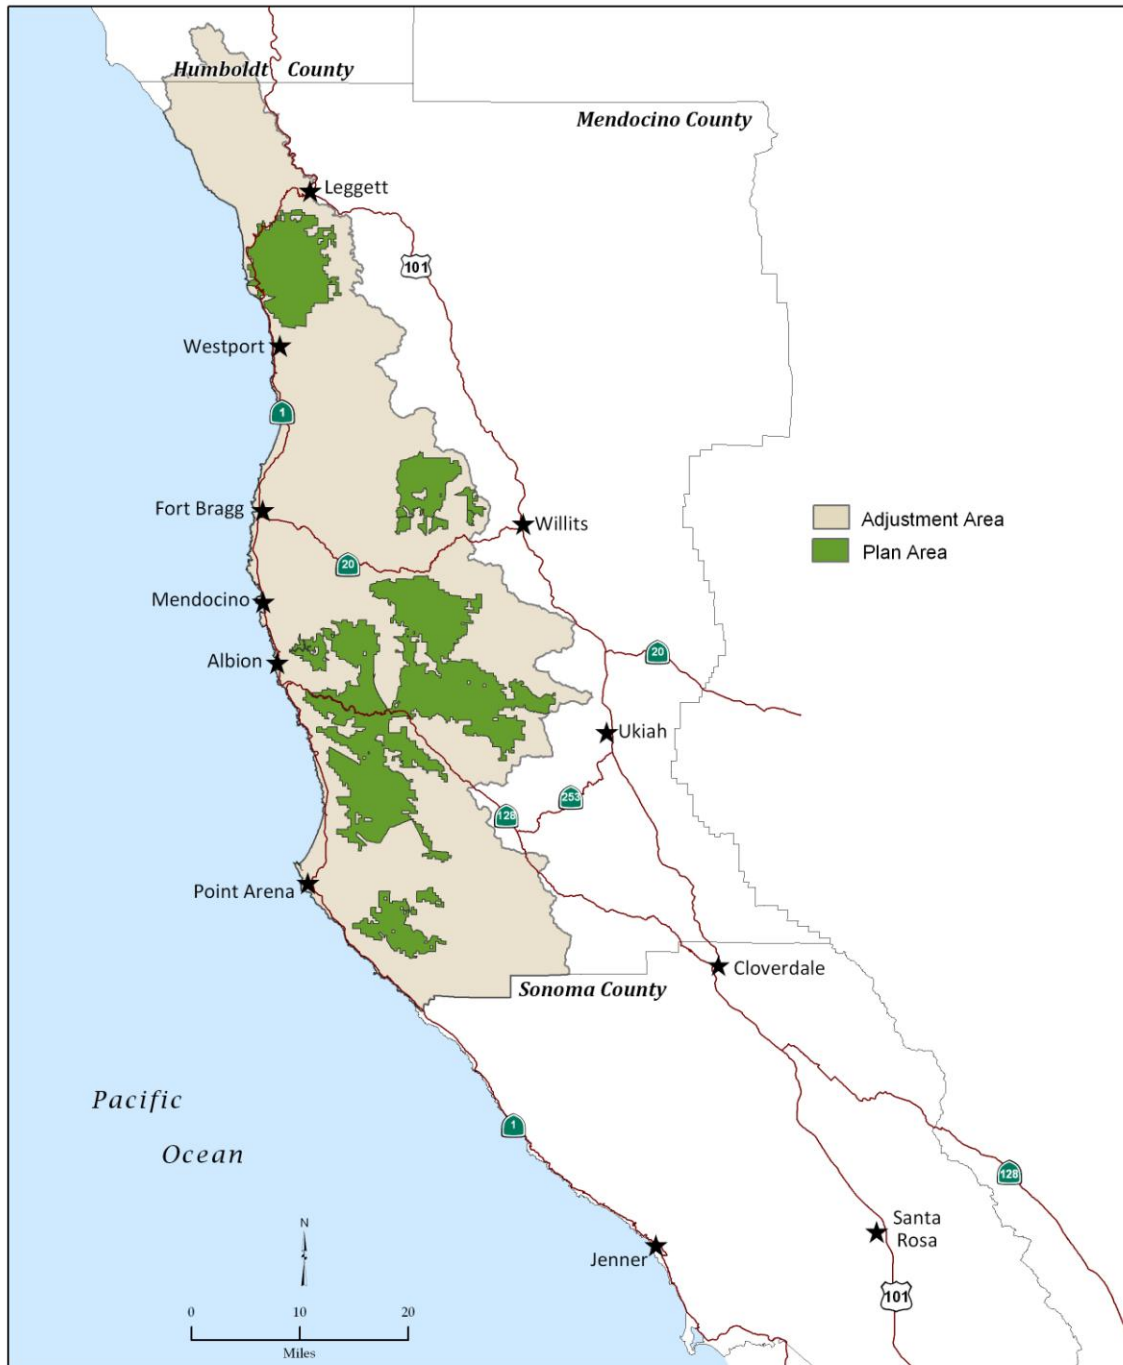 Humboldt County
Mendocino County
Leggett
101
Westport
1
Fort Bragg
Willits
Adjustment Area
Plan Area
20
Mendocino
Albion
20
Ukiah
253
128
Point Arena
Cloverdale
Sonoma County
Pacific
Ocean
1
128
Santa
Rosa
Jenner
101
N
0 10 20
Miles